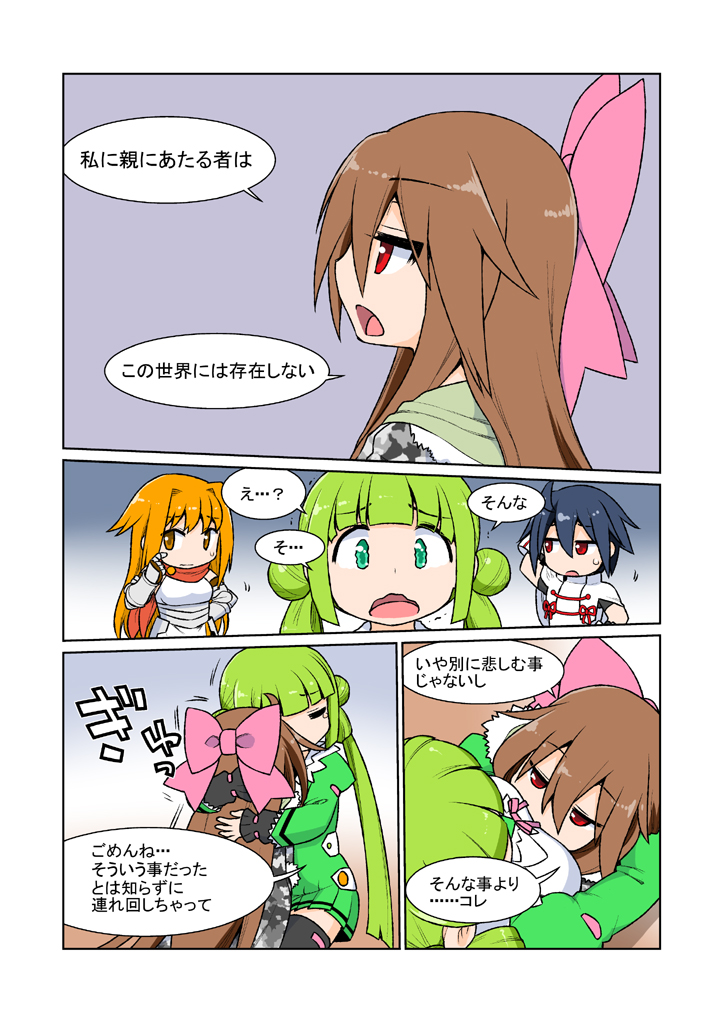 私に親にあたる者は
この世界には存在しない
そんな
え…？
そ…
いや別に悲しむ事
じゃないし
そんな事より
……コレ
ぎゅっ
ごめんね…
そういう事だった
とは知らずに
連れ回しちゃって